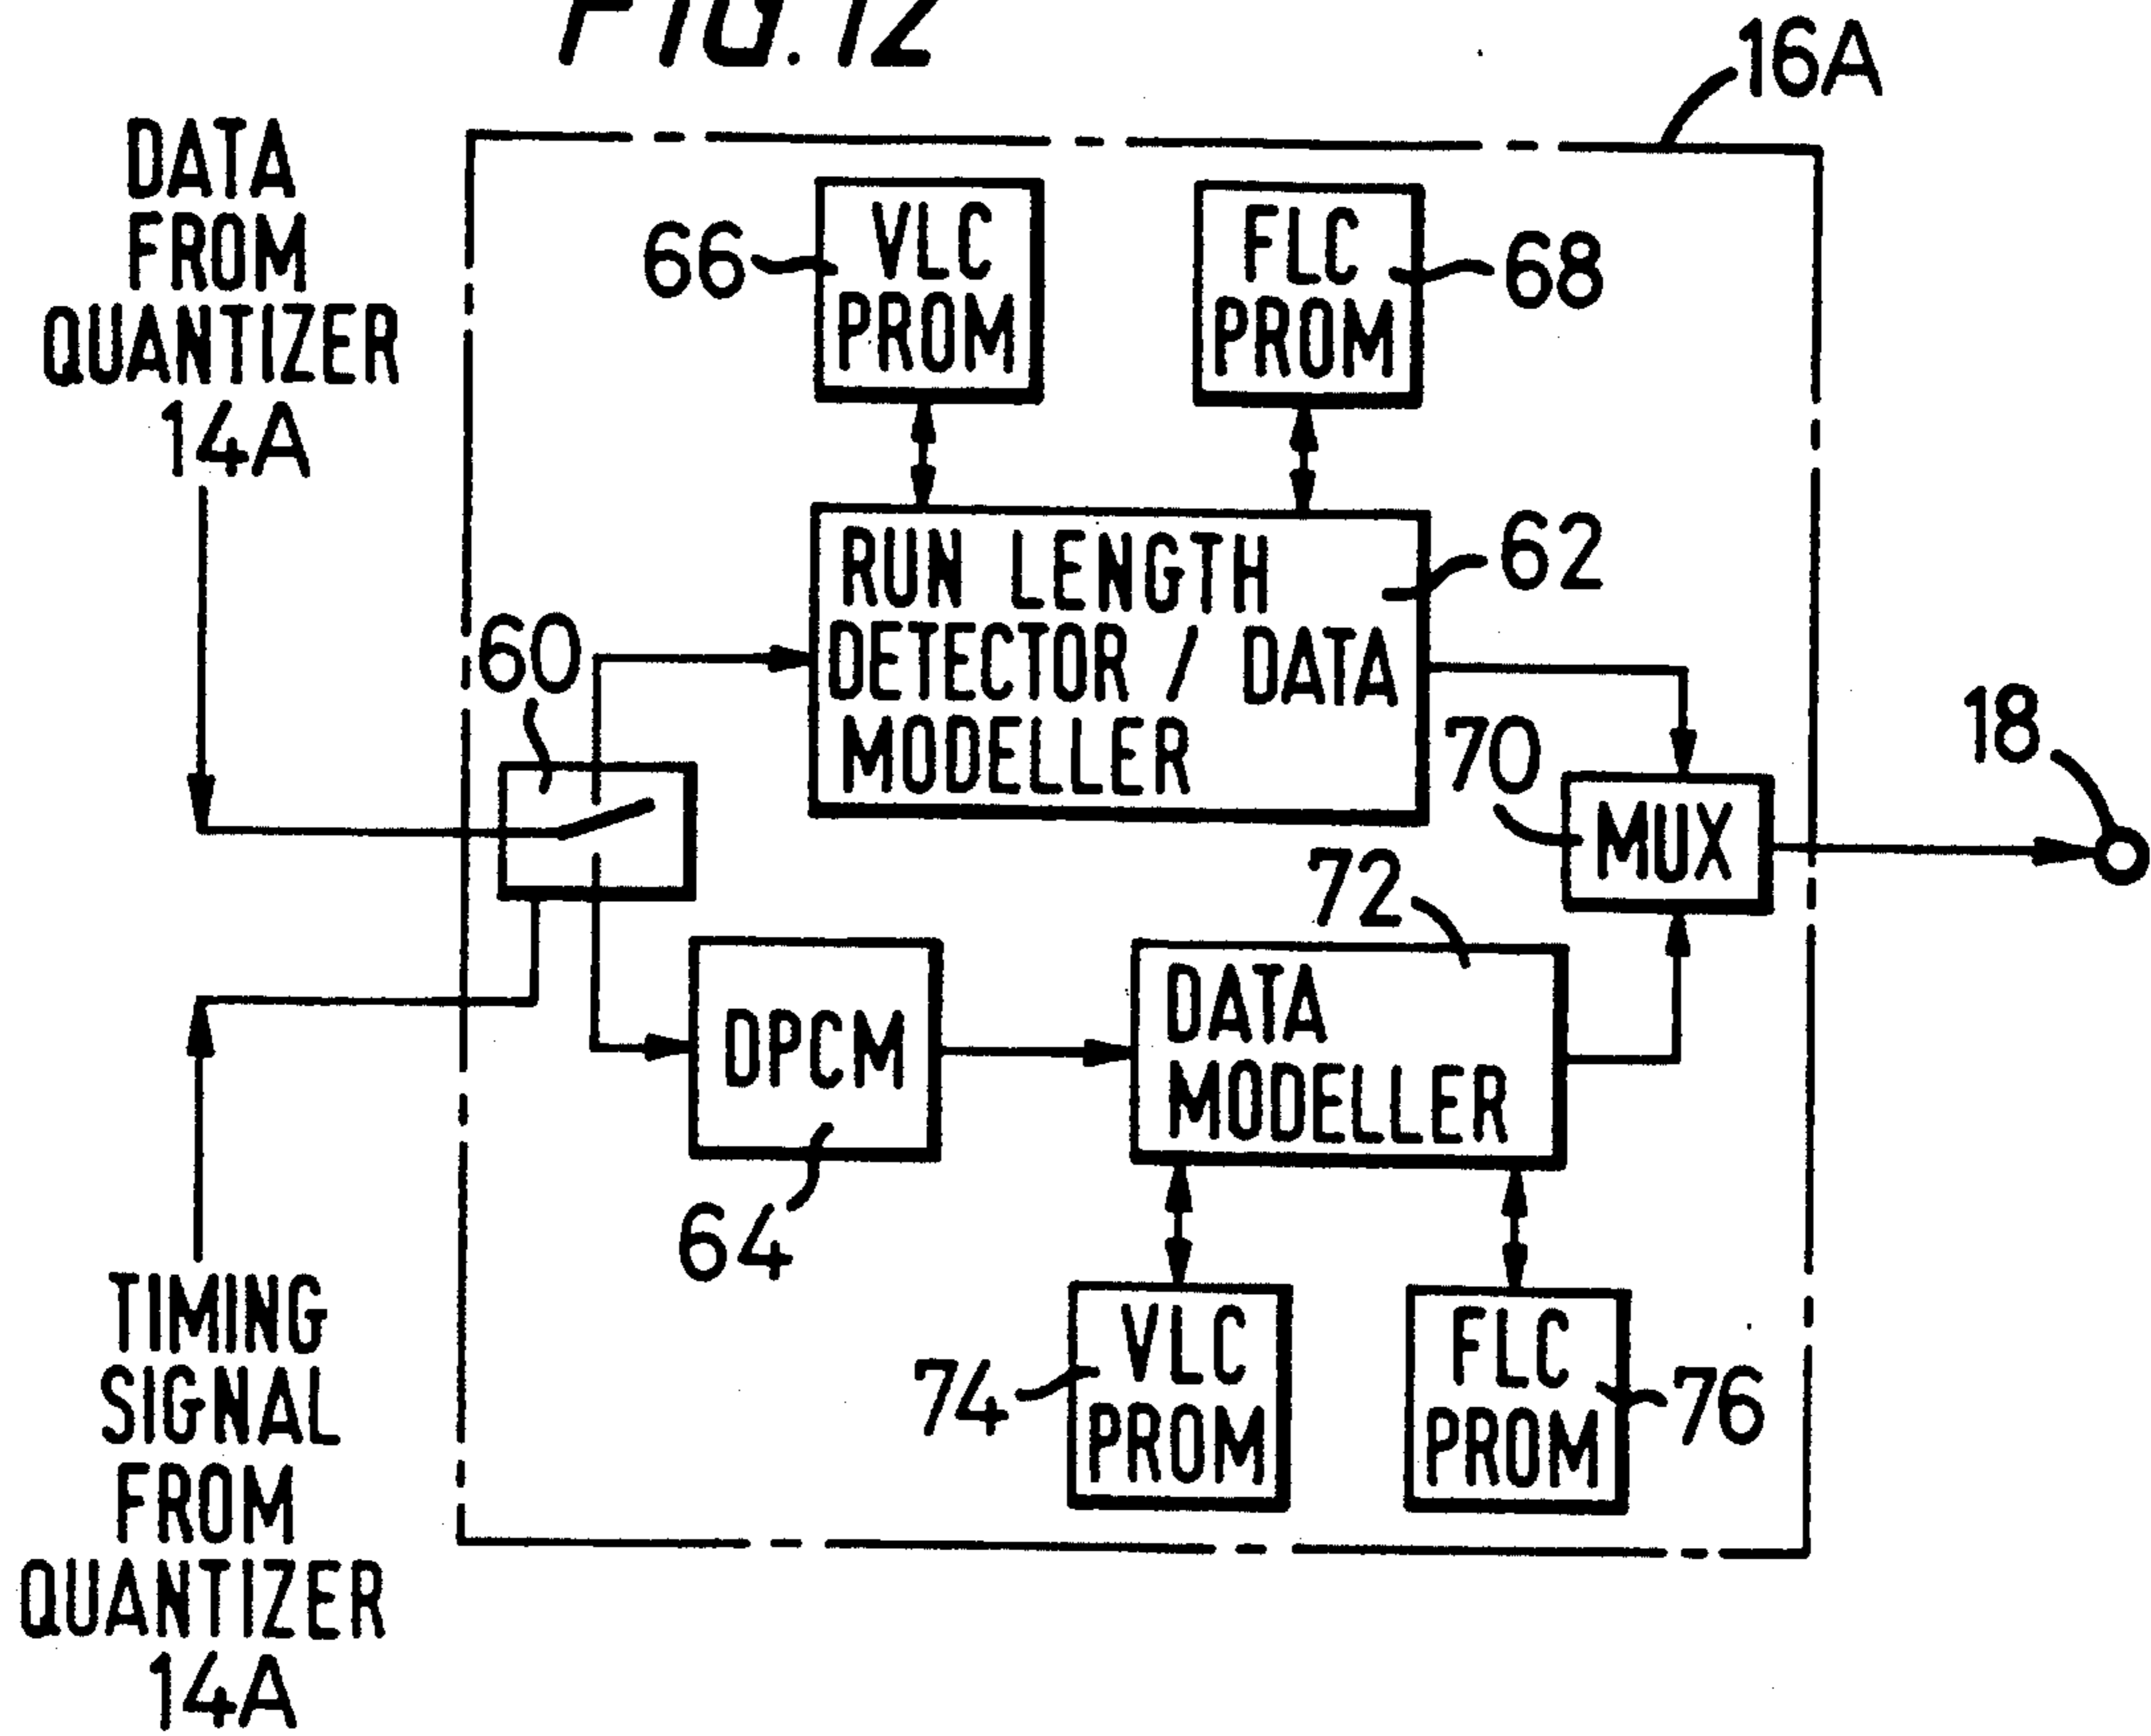 FIG. 12
16A
DATA
FROM
QUANTIZER
14A
66
VLC
PROM
FLC
PROM
68
RUN LENGTH
DETECTOR / DATA
MODELLER
62
60
70
MUX
18
72
DPCM
64
DATA
MODELLER
TIMING
SIGNAL
FROM
QUANTIZER
14A
74
VLC
PROM
FLC
PROM
76